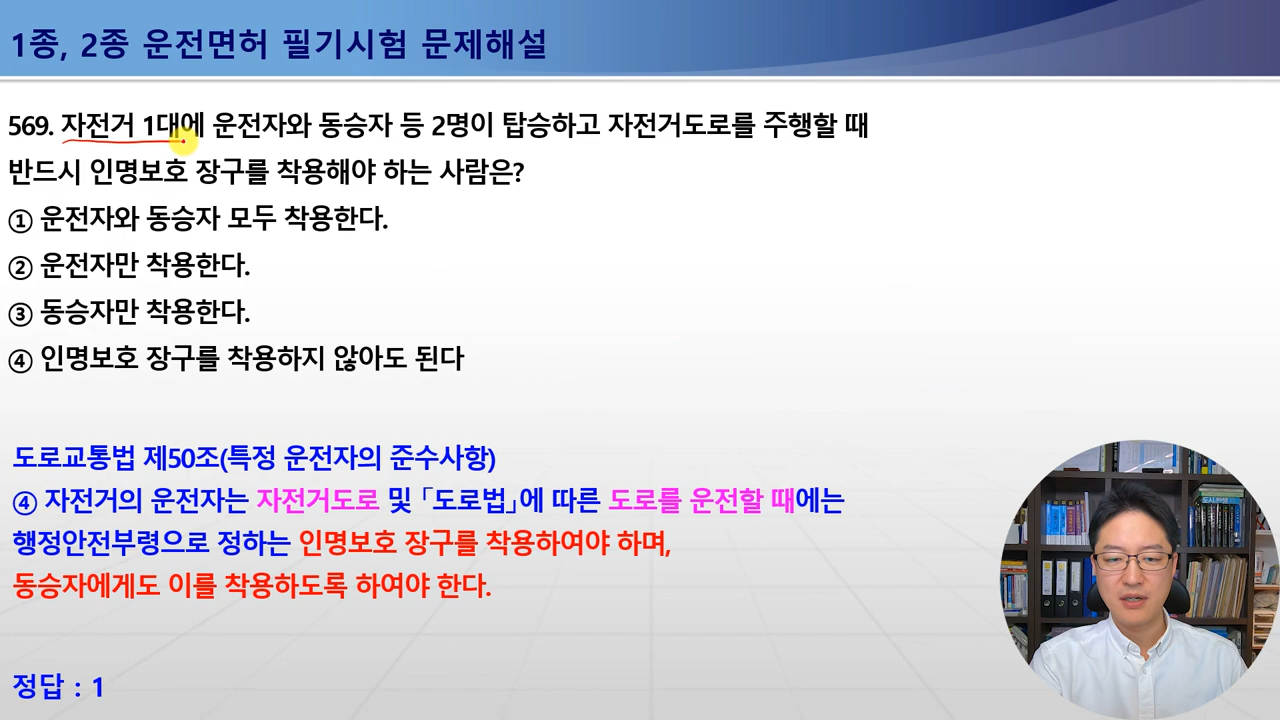 1종, 2종 운전면허 필기시험 문제해설
569. 자전거 1대에 운전자와 동승자 등 2명이 탑승하고 자전거도로를 주행할 때
반드시 인명보호 장구를 착용해야 하는 사람은?
① 운전자와 동승자 모두 착용한다.
② 운전자만 착용한다.
③ 동승자만 착용한다.
④ 인명보호 장구를 착용하지 않아도 된다
도로교통법 제50조(특정 운전자의 준수사항)
④ 자전거의 운전자는 자전거도로 및 「도로법」에 따른 도로를 운전할 때에는
행정안전부령으로 정하는 인명보호 장구를 착용하여야 하며,
동승자에게도 이를 착용하도록 하여야 한다.
정답 : 1